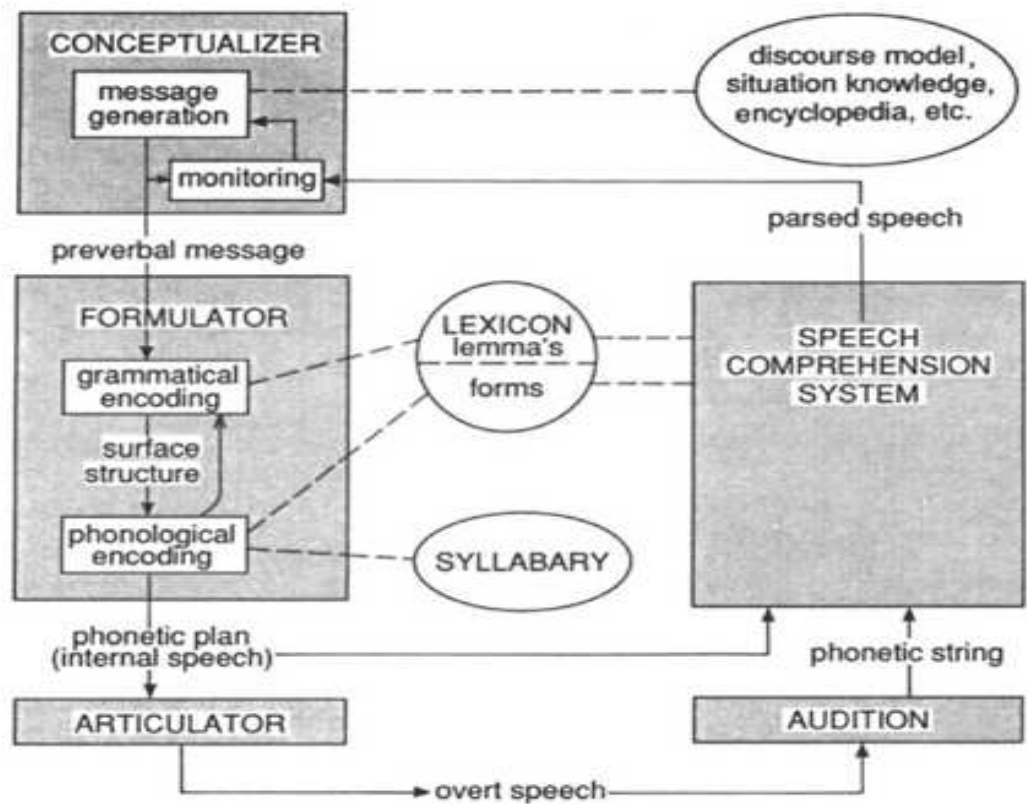 CONCEPTUALIZER
message
generation
monitoring
discourse model,
situation knowledge,
encyclopedia, etc.
parsed speech
preverbal message
FORMULATOR
grammatical
encoding
surface
structure
phonological
encoding
LEXICON
lemma's
forms
SYLLABARY
SPEECH
COMPREHENSION
SYSTEM
phonetic plan
(internal speech)
phonetic string
ARTICULATOR
AUDITION
overt speech